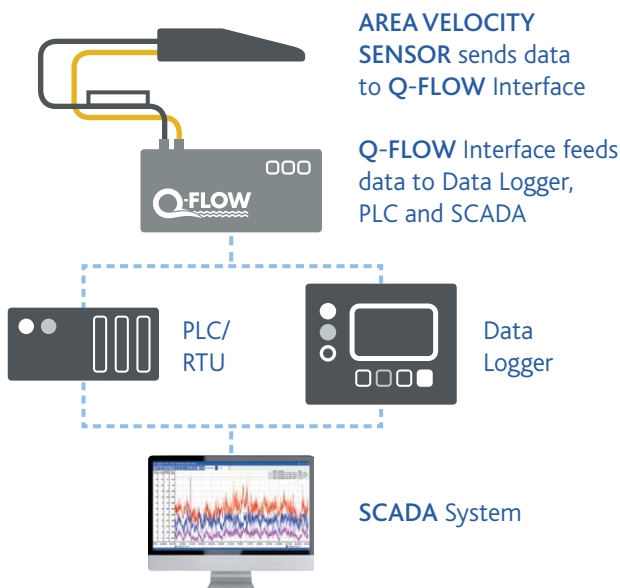 AREA VELOCITY
SENSOR sends data
to Q-FLOW Interface
Q-FLOW Interface feeds
data to Data Logger,
PLC and SCADA
Q-FLOW
PLC/
RTU
Data
Logger
SCADA System